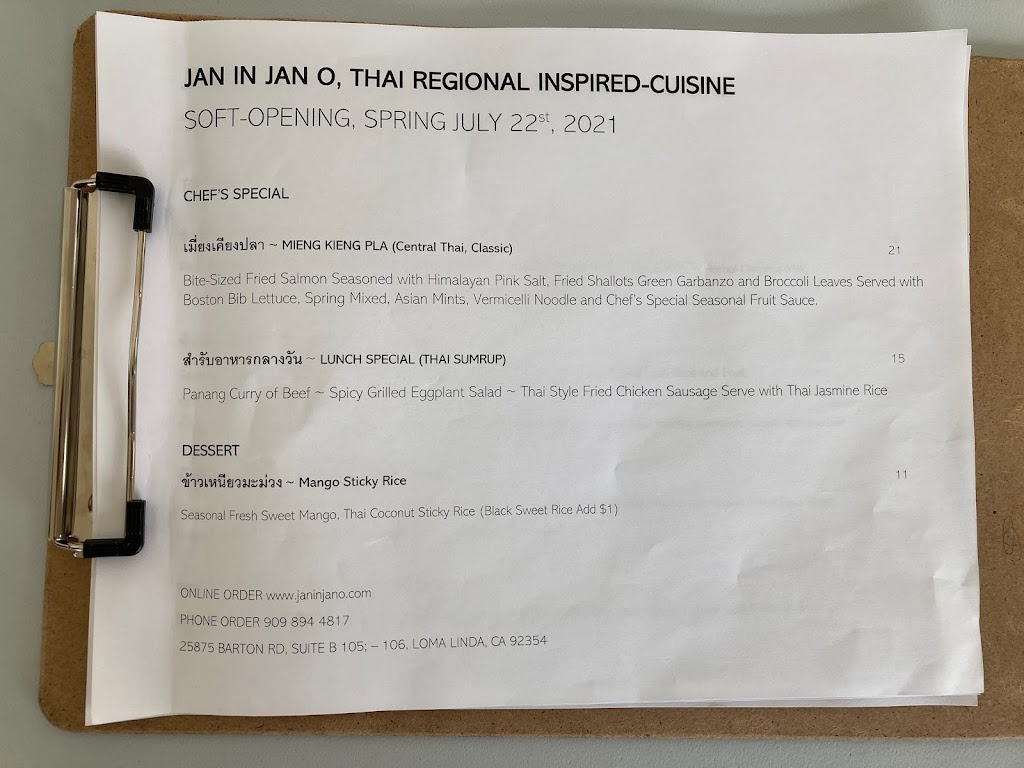 JAN IN JAN O, THAI REGIONAL INSPIRED-CUISINE
SOFT-OPENING, SPRING JULY 22st, 2021
CHEF'S SPECIAL
เมี่ยงเคียงปลา ~ MIENG KIENG PLA (Central Thai, Classic) 21
Bite-Sized Fried Salmon Seasoned with Himalayan Pink Salt, Fried Shallots Green Garbanzo and Broccoli Leaves Served with
Boston Bib Lettuce, Spring Mixed, Asian Mints, Vermicelli Noodle and Chef's Special Seasonal Fruit Sauce.
สำรับอาหารกลางวัน ~ LUNCH SPECIAL (THAI SUMRUP) 15
Panang Curry of Beef ~ Spicy Grilled Eggplant Salad ~ Thai Style Fried Chicken Sausage Serve with Thai Jasmine Rice
DESSERT
ข้าวเหนียวมะม่วง ~ Mango Sticky Rice 11
Seasonal Fresh Sweet Mango, Thai Coconut Sticky Rice (Black Sweet Rice Add $1)
ONLINE ORDER www.janinjano.com
PHONE ORDER 909 894 4817
25875 BARTON RD, SUITE B 105; – 106, LOMA LINDA, CA 92354